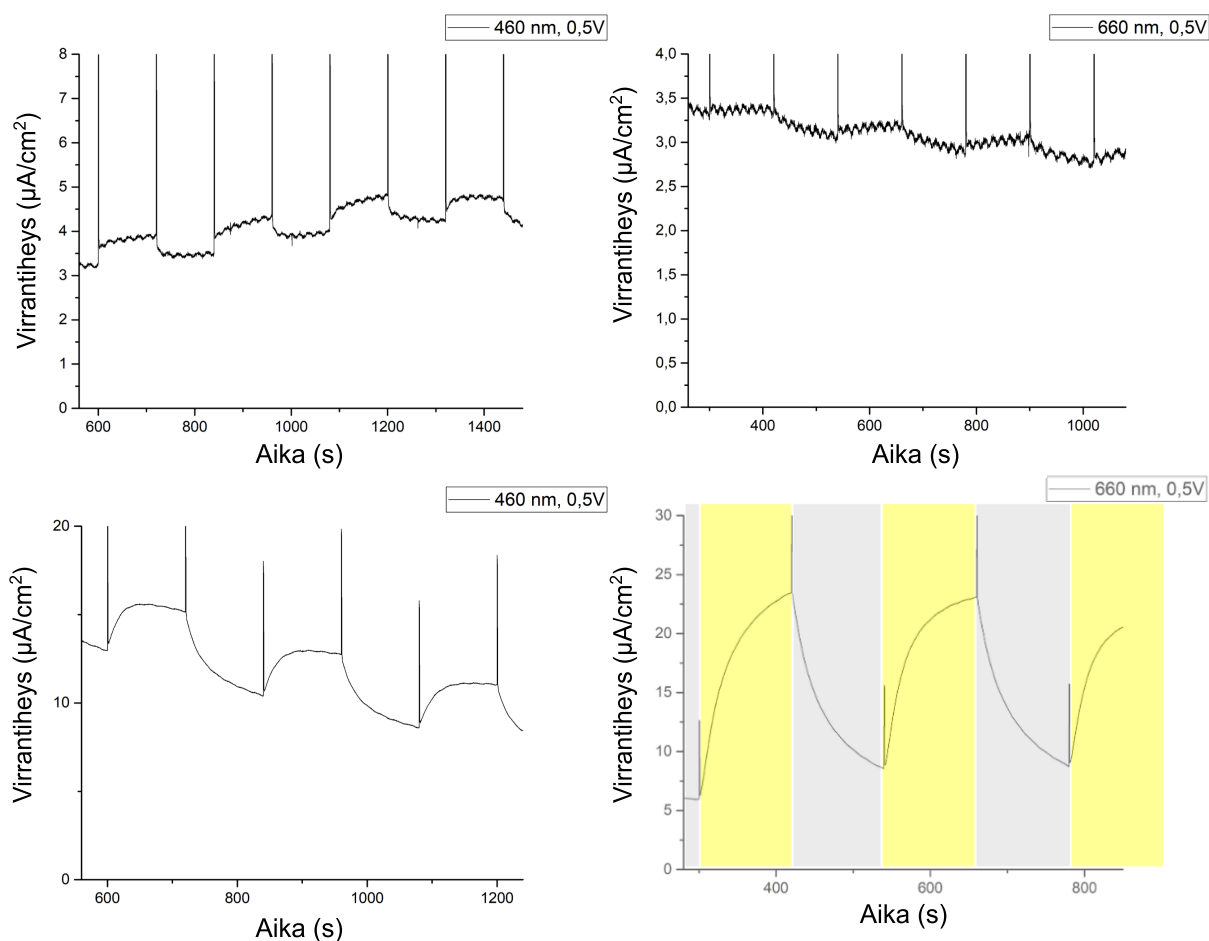 460 nm, 0,5V
8
7
6
5
4
3
2
1
0
Virrantiheys (µA/cm²)
600 800 1000 1200 1400
Aika (s)
660 nm, 0,5V
4,0
3,5
3,0
2,5
2,0
1,5
1,0
0,5
0,0
Virrantiheys (µA/cm²)
400 600 800 1000
Aika (s)
460 nm, 0,5V
20
10
0
Virrantiheys (µA/cm²)
600 800 1000 1200
Aika (s)
660 nm, 0,5V
30
25
20
15
10
5
0
Virrantiheys (µA/cm²)
400 600 800
Aika (s)